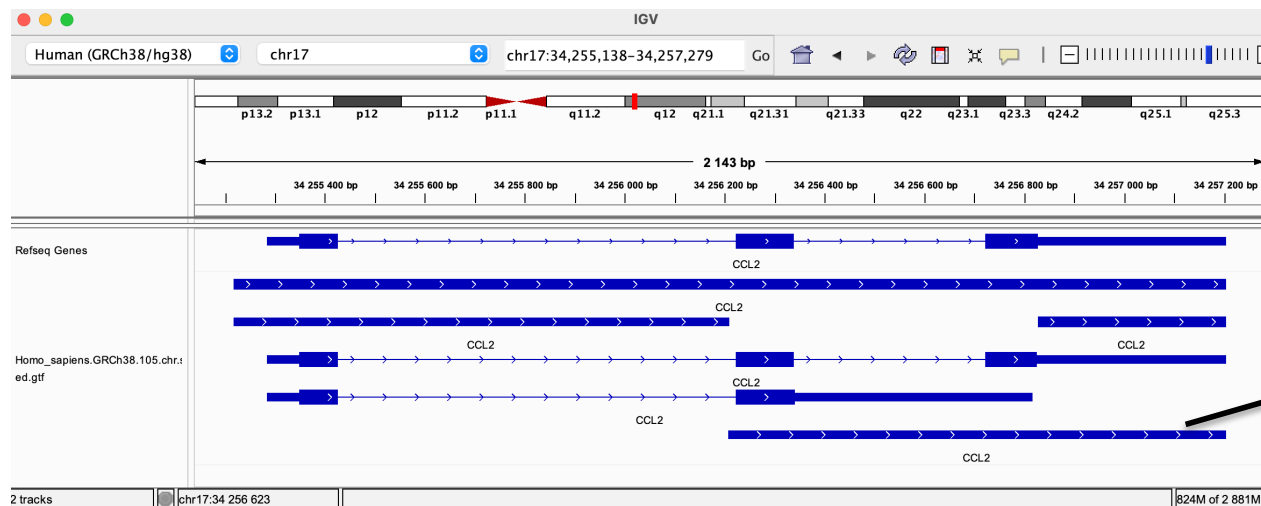 IGV
Human (GRCh38/hg38) chr17 chr17:34,255,138-34,257,279 Go
p13.2 p13.1 p12 p11.2 p11.1 q11.2 q12 q21.1 q21.31 q21.33 q22 q23.1 q23.3 q24.2 q25.1 q25.3
2 143 bp
34 255 400 bp 34 255 600 bp 34 255 800 bp 34 256 000 bp 34 256 200 bp 34 256 400 bp 34 256 600 bp 34 256 800 bp 34 257 000 bp 34 257 200 bp
Refseq Genes
CCL2
CCL2
CCL2 CCL2
Homo_sapiens.GRCh38.105.chr.s
ed.gtf
CCL2
CCL2
CCL2
2 tracks chr17:34 256 623 824M of 2 881M